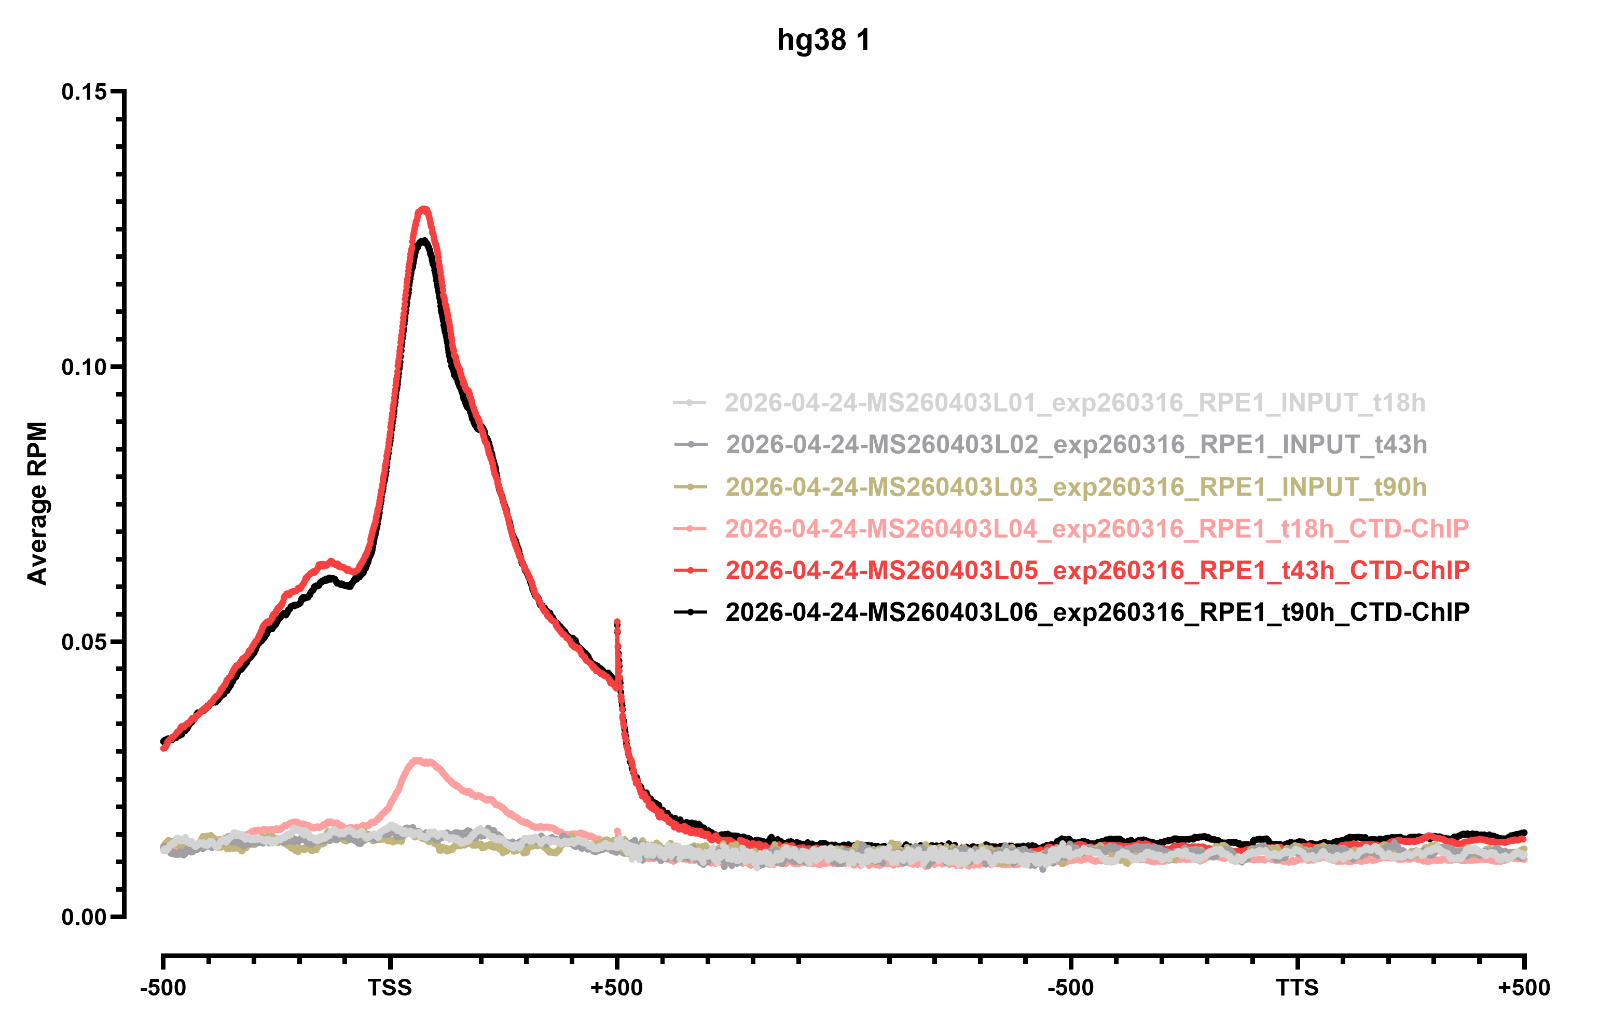 hg38 1
0.15
0.10
0.05
0.00
Average RPM
2026-04-24-MS260403L01_exp260316_RPE1_INPUT_t18h
2026-04-24-MS260403L02_exp260316_RPE1_INPUT_t43h
2026-04-24-MS260403L03_exp260316_RPE1_INPUT_t90h
2026-04-24-MS260403L04_exp260316_RPE1_t18h_CTD-ChIP
2026-04-24-MS260403L05_exp260316_RPE1_t43h_CTD-ChIP
2026-04-24-MS260403L06_exp260316_RPE1_t90h_CTD-ChIP
-500 TSS +500 -500 TTS +500